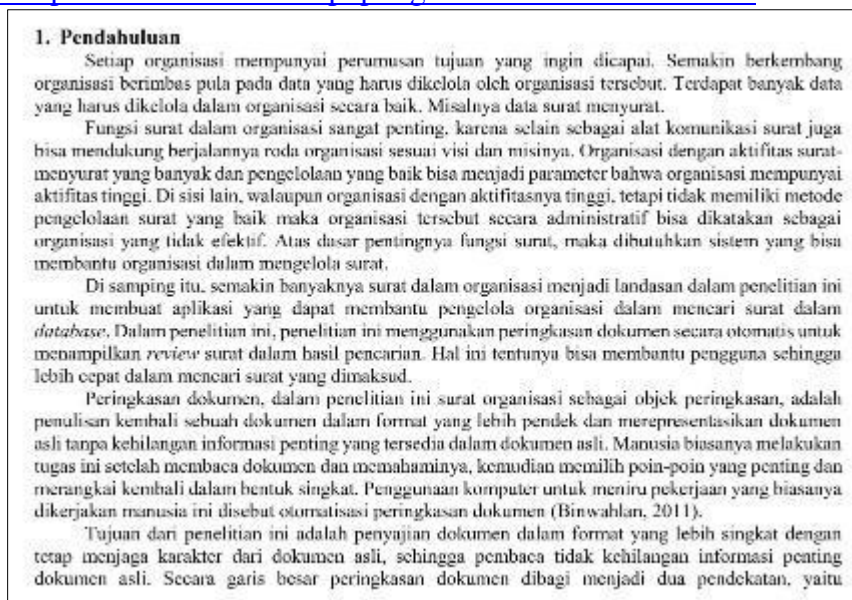 1. Pendahuluan
Setiap organisasi mempunyai perumusan tujuan yang ingin dicapai. Semakin berkembang
organisasi berimbas pula pada data yang harus dikelola oleh organisasi tersebut. Terdapat banyak data
yang harus dikelola dalam organisasi secara baik. Misalnya data surat menyurat.
Fungsi surat dalam organisasi sangat penting, karena selain sebagai alat komunikasi surat juga
bisa mendukung berjalannya roda organisasi sesuai visi dan misinya. Organisasi dengan aktifitas surat-
menyurat yang banyak dan pengelolaan yang baik bisa menjadi parameter bahwa organisasi mempunyai
aktifitas tinggi. Di sisi lain, walaupun organisasi dengan aktifitasnya tinggi, tetapi tidak memiliki metode
pengelolaan surat yang baik maka organisasi tersebut secara administratif bisa dikatakan sebagai
organisasi yang tidak efektif. Atas dasar pentingnya fungsi surat, maka dibutuhkan sistem yang bisa
membantu organisasi dalam mengelola surat.
Di samping itu, semakin banyaknya surat dalam organisasi menjadi landasan dalam penelitian ini
untuk membuat aplikasi yang dapat membantu pengelola organisasi dalam mencari surat dalam
database. Dalam penelitian ini, penelitian ini menggunakan peringkasan dokumen secara otomatis untuk
menampilkan review surat dalam hasil pencarian. Hal ini tentunya bisa membantu pengguna sehingga
lebih cepat dalam mencari surat yang dimaksud.
Peringkasan dokumen, dalam penelitian ini surat organisasi sebagai objek peringkasan, adalah
penulisan kembali sebuah dokumen dalam format yang lebih pendek dan merepresentasikan dokumen
asli tanpa kehilangan informasi penting yang tersedia dalam dokumen asli. Manusia biasanya melakukan
tugas ini setelah membaca dokumen dan memahaminya, kemudian memilih poin-poin yang penting dan
merangkai kembali dalam bentuk singkat. Penggunaan komputer untuk meniru pekerjaan yang biasanya
dikerjakan manusia ini disebut otomatisasi peringkasan dokumen (Binwahlan, 2011).
Tujuan dari penelitian ini adalah penyajian dokumen dalam format yang lebih singkat dengan
tetap menjaga karakter dari dokumen asli, sehingga pembaca tidak kehilangan informasi penting
dokumen asli. Secara garis besar peringkasan dokumen dibagi menjadi dua pendekatan, yaitu